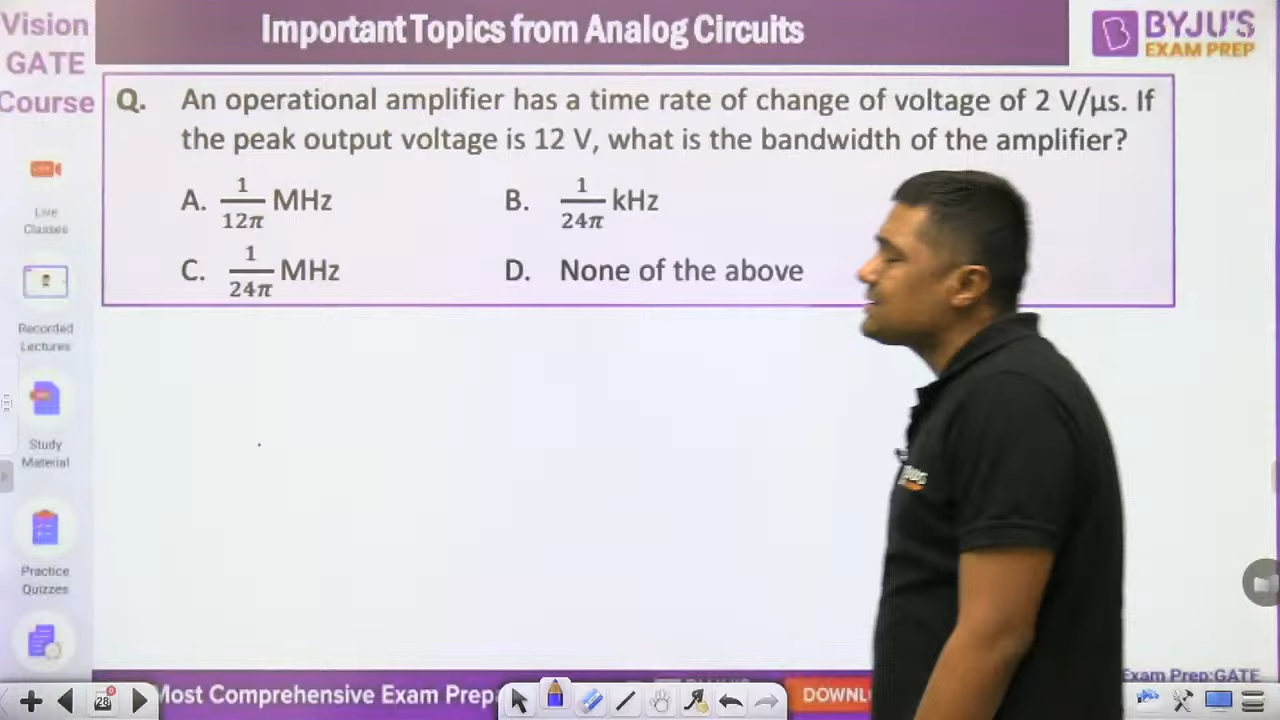 Vision
GATE
Course
Important Topics from Analog Circuits
BYJU'S
EXAM PREP
Q. An operational amplifier has a time rate of change of voltage of 2 V/μs. If
the peak output voltage is 12 V, what is the bandwidth of the amplifier?
A. 1/12π MHz B. 1/24π kHz
C. 1/24π MHz D. None of the above
Live
Classes
Recorded
Lectures
Study
Material
Practice
Quizzes
Most Comprehensive Exam Prep
DOWNL
Exam Prep:GATE
28